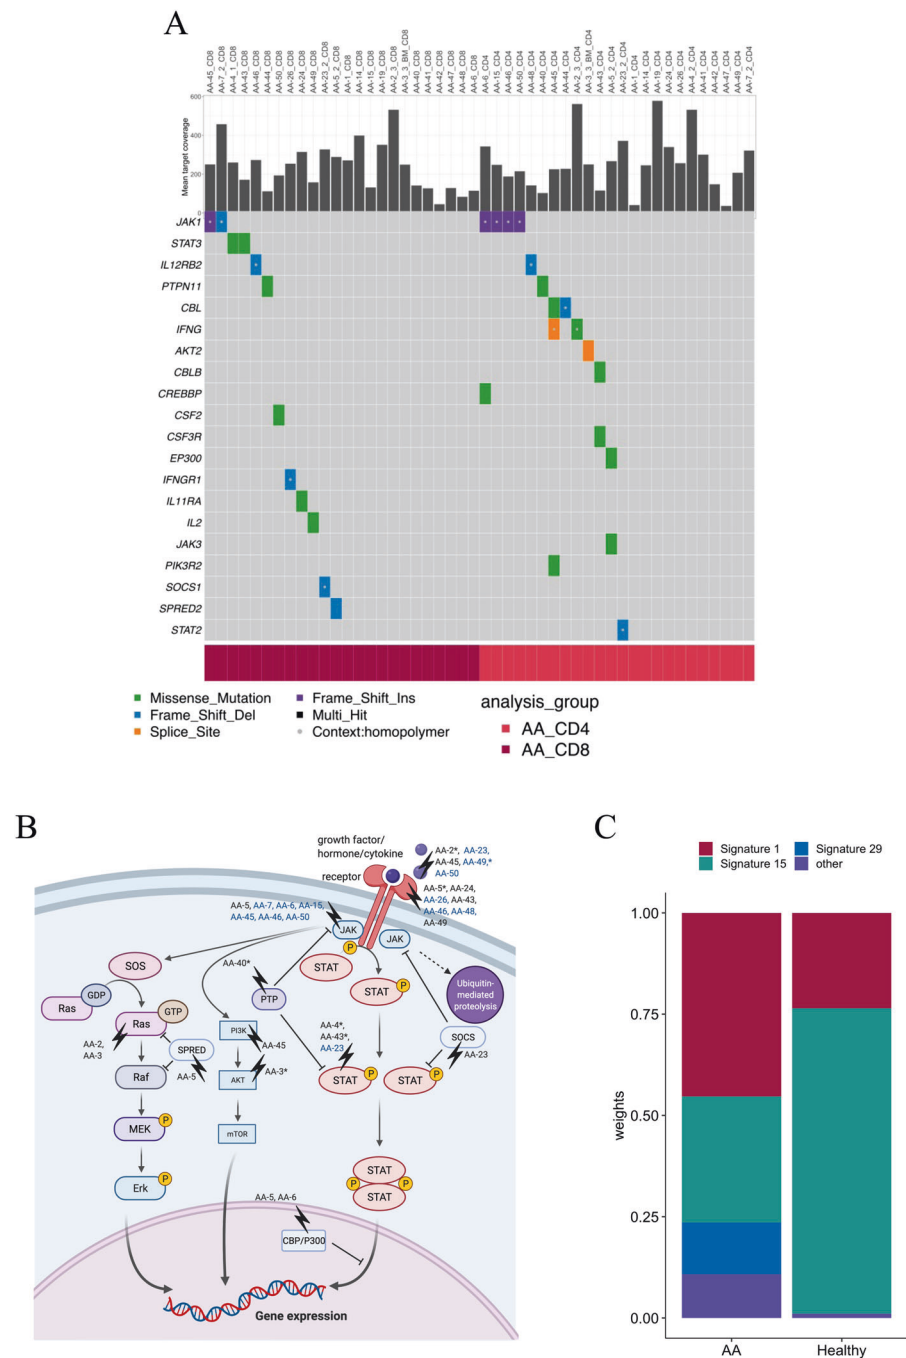 A
AA-45_CD8
AA-7_2_CD8
AA-4_1_CD8
AA-43_CD8
AA-46_CD8
AA-44_CD8
AA-50_CD8
AA-26_CD8
AA-24_CD8
AA-49_CD8
AA-23_2_CD8
AA-5_2_CD8
AA-1_CD8
AA-14_CD8
AA-15_CD8
AA-19_CD8
AA-2_3_CD8
AA-3_3_BM_CD8
AA-40_CD8
AA-41_CD8
AA-42_CD8
AA-47_CD8
AA-48_CD8
AA-6_CD8
AA-6_CD4
AA-15_CD4
AA-46_CD4
AA-50_CD4
AA-48_CD4
AA-40_CD4
AA-45_CD4
AA-44_CD4
AA-2_3_CD4
AA-3_3_BM_CD4
AA-43_CD4
AA-5_2_CD4
AA-23_2_CD4
AA-1_CD4
AA-14_CD4
AA-19_CD4
AA-24_CD4
AA-26_CD4
AA-4_2_CD4
AA-41_CD4
AA-42_CD4
AA-47_CD4
AA-49_CD4
AA-7_2_CD4
Mean target coverage
600
400
200
0
JAK1
STAT3
IL12RB2
PTPN11
CBL
IFNG
AKT2
CBLB
CREBBP
CSF2
CSF3R
EP300
IFNGR1
IL11RA
IL2
JAK3
PIK3R2
SOCS1
SPRED2
STAT2
Missense_Mutation
Frame_Shift_Del
Splice_Site
Frame_Shift_Ins
Multi_Hit
Context:homopolymer
analysis_group
AA_CD4
AA_CD8
B
growth factor/
hormone/cytokine
receptor
AA-2*, AA-23,
AA-45, AA-49,*
AA-50
AA-5*, AA-24,
AA-26, AA-43,
AA-46, AA-48,
AA-49
AA-5, AA-7, AA-6, AA-15,
AA-45, AA-46, AA-50
JAK
JAK
P
STAT
STAT
P
Ubiquitin-
mediated
proteolysis
SOS
GDP
Ras
GTP
Ras
AA-2,
AA-3
SPRED
AA-5
Raf
MEK
P
Erk
P
AA-40*
PTP
PI3K
AA-45
AKT
AA-3*
mTOR
AA-4*,
AA-43*,
AA-23
STAT
P
STAT
P
SOCS
AA-23
STAT
P
P
STAT
AA-5, AA-6
CBP/P300
Gene expression
C
Signature 1
Signature 15
Signature 29
other
weights
1.00
0.75
0.50
0.25
0.00
AA
Healthy